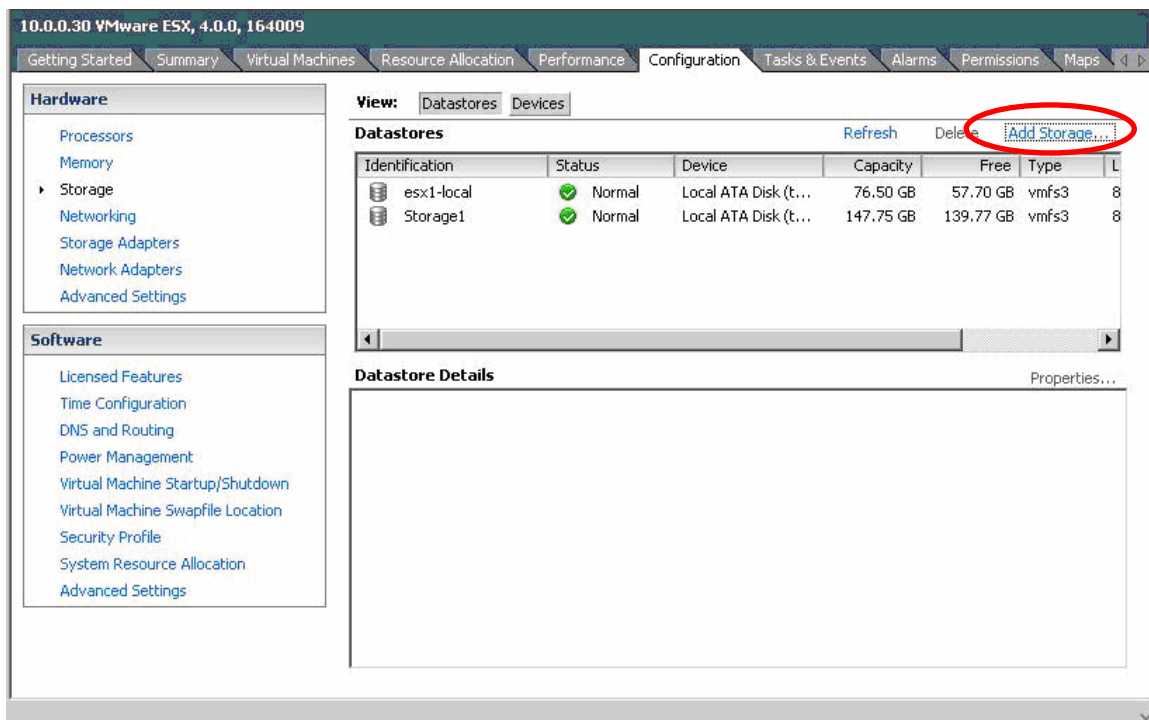 10.0.0.30 VMware ESX, 4.0.0, 164009
Getting Started Summary Virtual Machines Resource Allocation Performance Configuration Tasks & Events Alarms Permissions Maps
Hardware
Processors
Memory
Storage
Networking
Storage Adapters
Network Adapters
Advanced Settings
Software
Licensed Features
Time Configuration
DNS and Routing
Power Management
Virtual Machine Startup/Shutdown
Virtual Machine Swapfile Location
Security Profile
System Resource Allocation
Advanced Settings
View: Datastores Devices
Datastores Refresh Delete Add Storage...
Identification Status Device Capacity Free Type L
esx1-local Normal Local ATA Disk (t... 76.50 GB 57.70 GB vmfs3 8
Storage1 Normal Local ATA Disk (t... 147.75 GB 139.77 GB vmfs3 8
Datastore Details Properties...